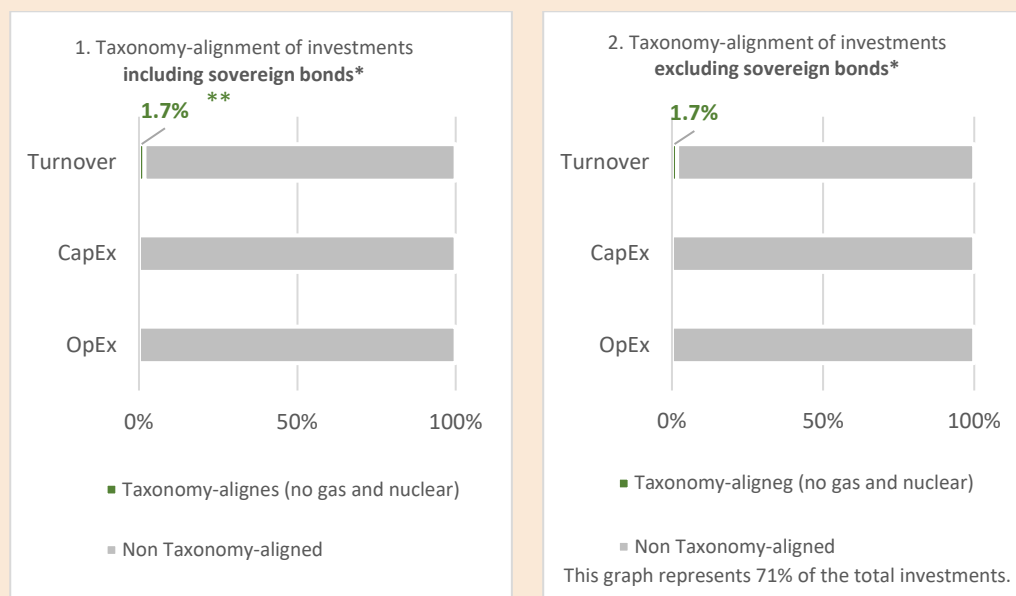 1. Taxonomy-alignment of investments
including sovereign bonds*
1.7% **
Turnover
CapEx
OpEx
0% 50% 100%
Taxonomy-alignes (no gas and nuclear)
Non Taxonomy-aligned
2. Taxonomy-alignment of investments
excluding sovereign bonds*
1.7%
Turnover
CapEx
OpEx
0% 50% 100%
Taxonomy-aligneg (no gas and nuclear)
Non Taxonomy-aligned
This graph represents 71% of the total investments.